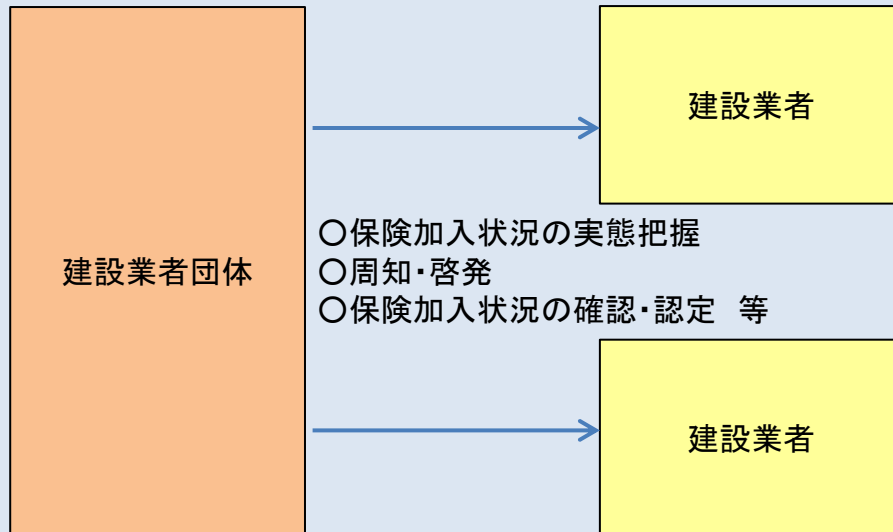 建設業者
建設業者団体
〇保険加入状況の実態把握
〇周知・啓発
〇保険加入状況の確認・認定　等
建設業者